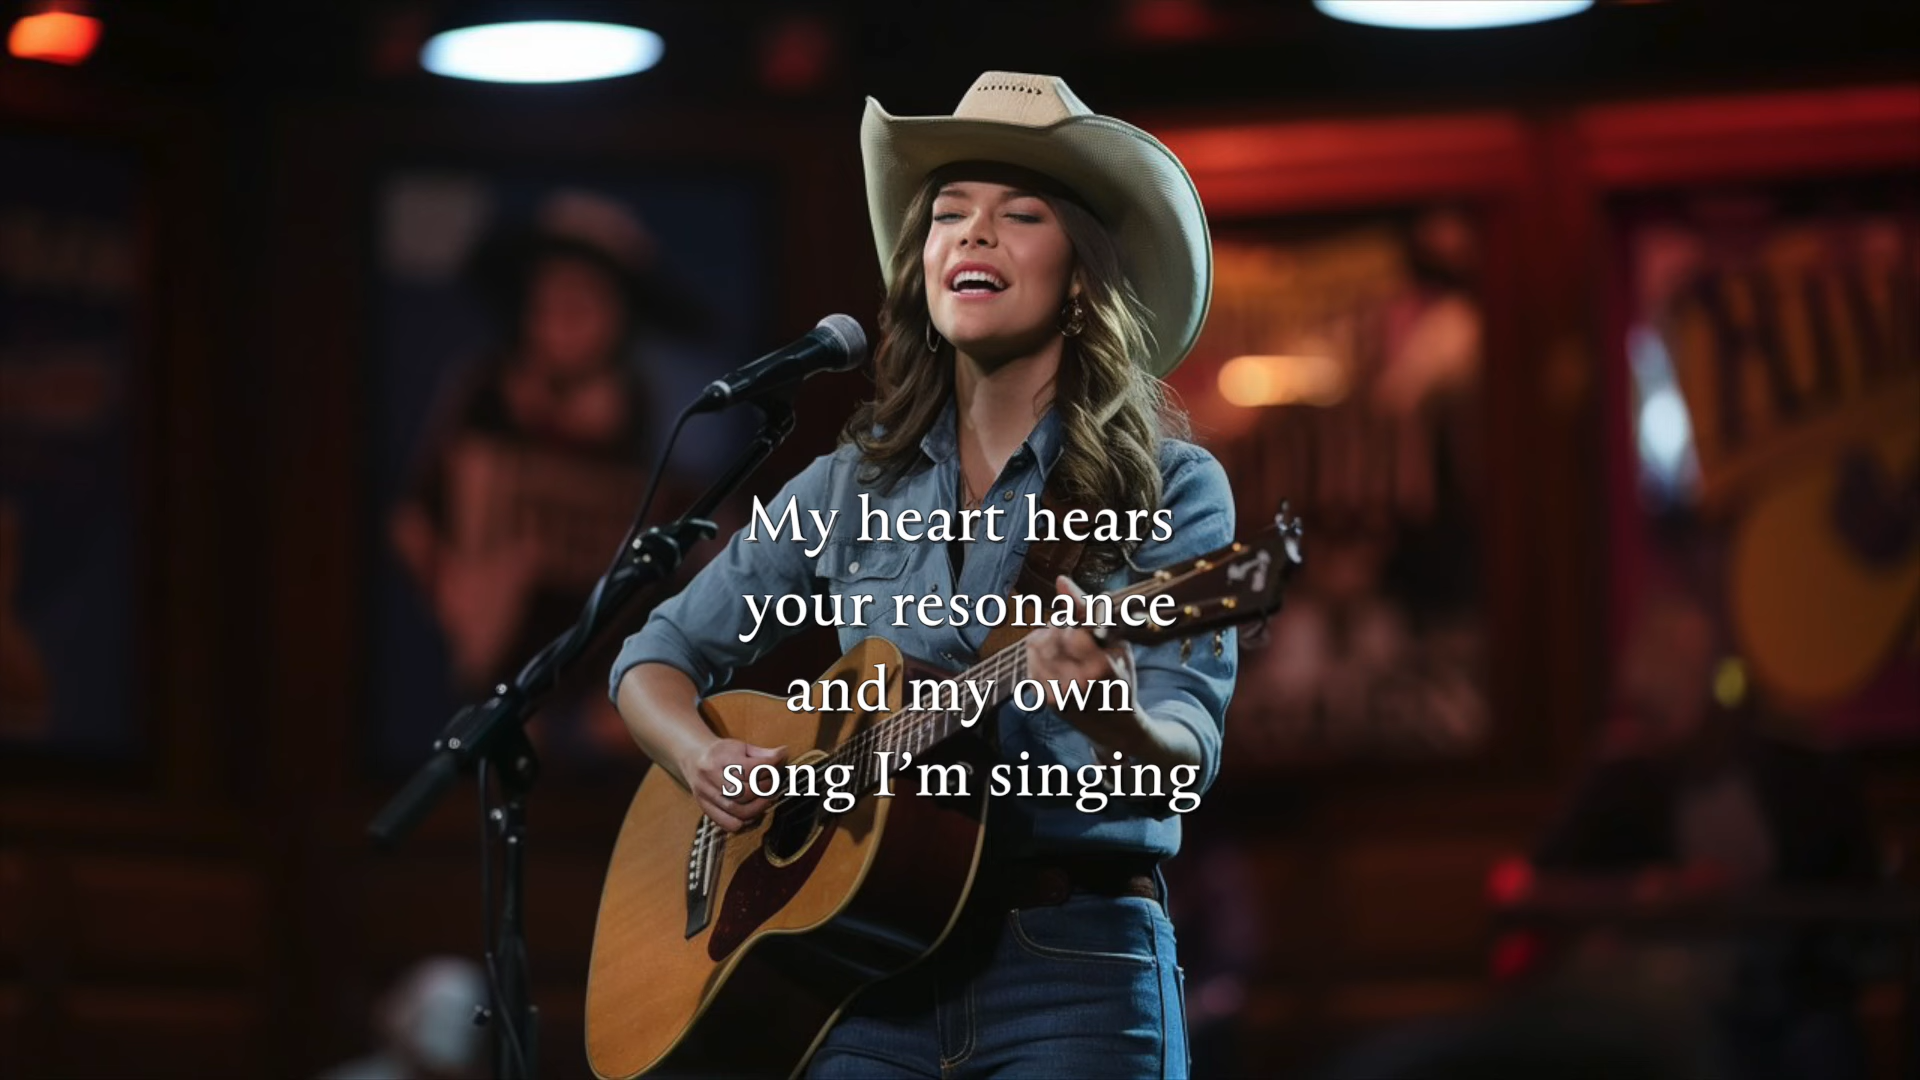 My heart hears
your resonance
and my own
song I’m singing